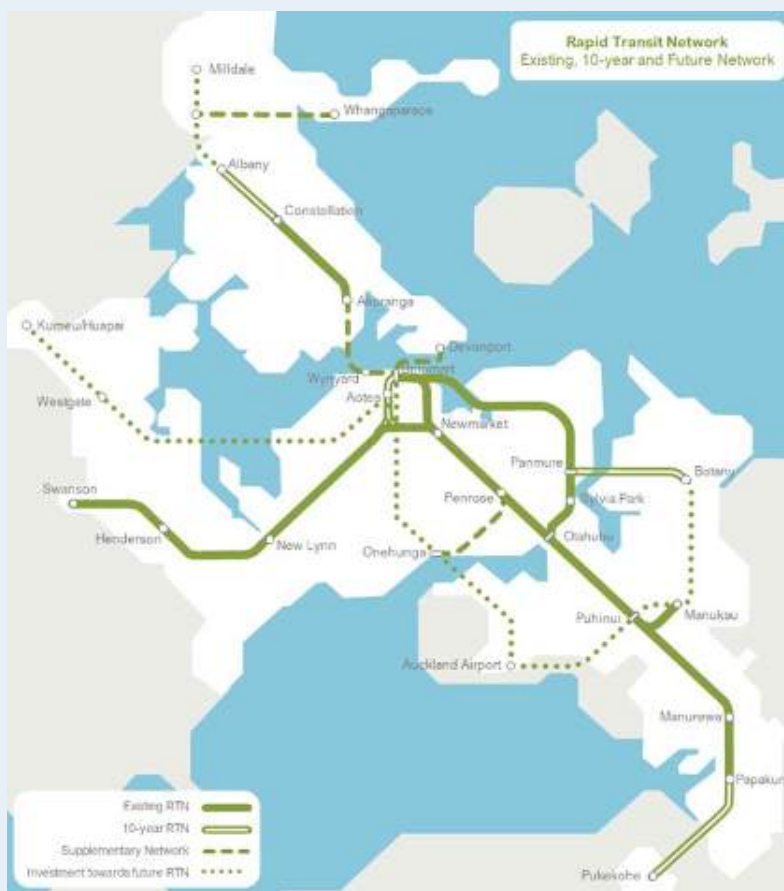 Rapid Transit Network
Existing, 10-year and Future Network
Milldale
Whangaparaoa
Albany
Constellation
Akoranga
Kumeu/Huapai
Devonport
Britomart
Wynyard
Aotea
Westgate
Newmarket
Panmure
Botany
Swanson
Penrose
Sylvia Park
Henderson
New Lynn
Otahuhu
Onehunga
Puhinui
Manukau
Auckland Airport
Manurewa
Papakura
Pukekohe
Existing RTN
10-year RTN
Supplementary Network
Investment towards future RTN